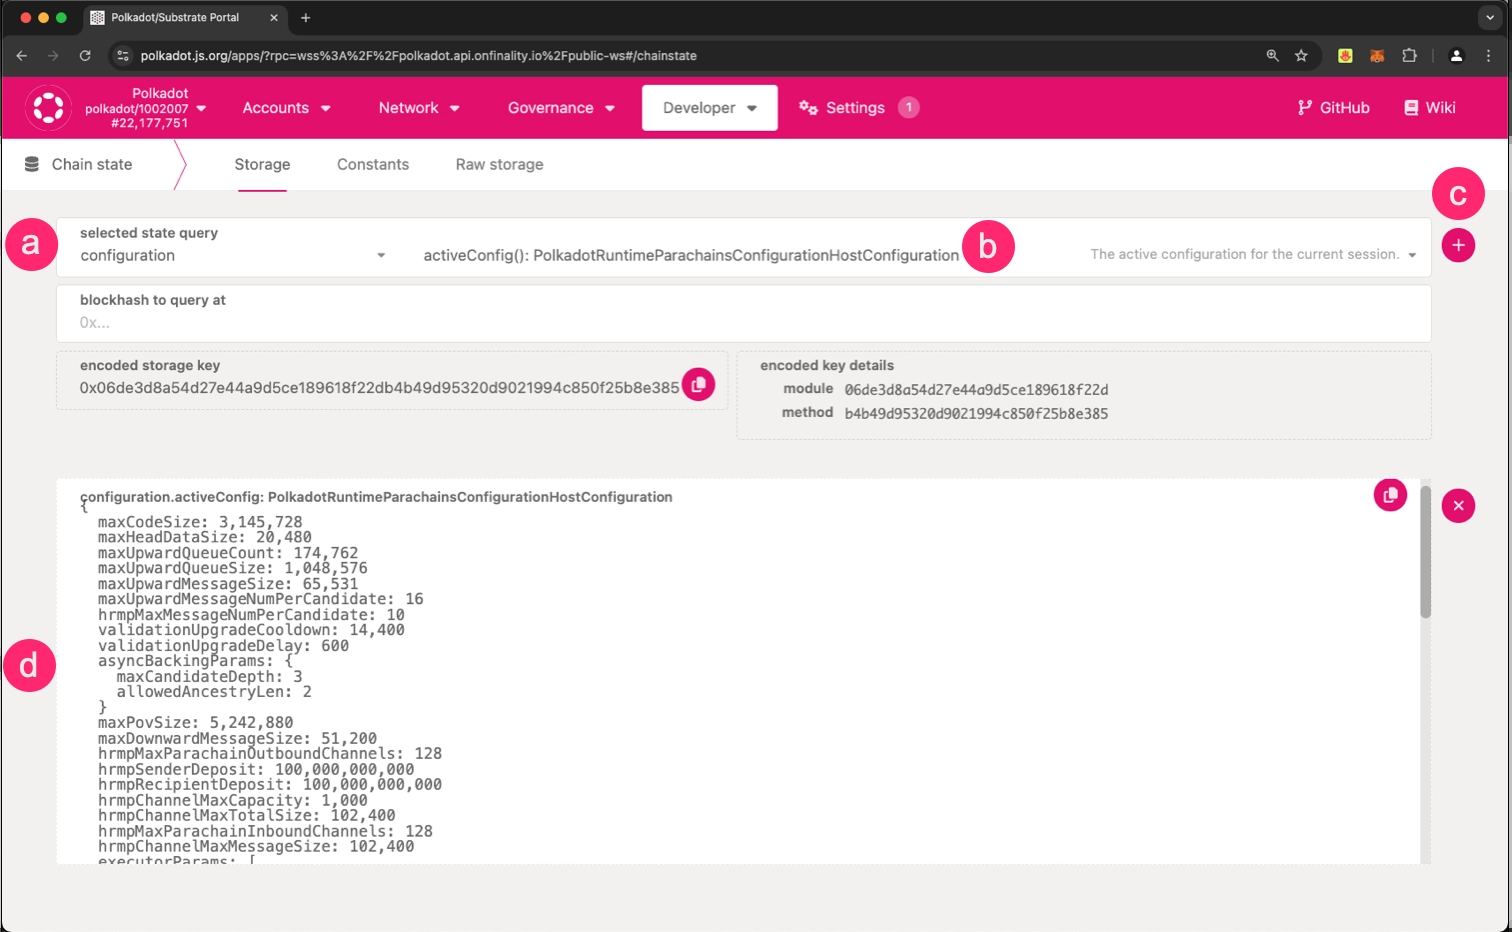 Polkadot/Substrate Portal
polkadot.js.org/apps/?rpc=wss%3A%2F%2Fpolkadot.api.onfinality.io%2Fpublic-ws#/chainstate
Polkadot
polkadot/1002007
#22,177,751
Accounts
Network
Governance
Developer
Settings
1
GitHub
Wiki
Chain state
Storage
Constants
Raw storage
c
a
selected state query
configuration
activeConfig(): PolkadotRuntimeParachainsConfigurationHostConfiguration
b
The active configuration for the current session.
+
blockhash to query at
0x...
encoded storage key
0x06de3d8a54d27e44a9d5ce189618f22db4b49d95320d9021994c850f25b8e385
encoded key details
module 06de3d8a54d27e44a9d5ce189618f22d
method b4b49d95320d9021994c850f25b8e385
configuration.activeConfig: PolkadotRuntimeParachainsConfigurationHostConfiguration
{
maxCodeSize: 3,145,728
maxHeadDataSize: 20,480
maxUpwardQueueCount: 174,762
maxUpwardQueueSize: 1,048,576
maxUpwardMessageSize: 65,531
maxUpwardMessageNumPerCandidate: 16
hrmpMaxMessageNumPerCandidate: 10
validationUpgradeCooldown: 14,400
validationUpgradeDelay: 600
asyncBackingParams: {
maxCandidateDepth: 3
allowedAncestryLen: 2
}
maxPovSize: 5,242,880
maxDownwardMessageSize: 51,200
hrmpMaxParachainOutboundChannels: 128
hrmpSenderDeposit: 100,000,000,000
hrmpRecipientDeposit: 100,000,000,000
hrmpChannelMaxCapacity: 1,000
hrmpChannelMaxTotalSize: 102,400
hrmpMaxParachainInboundChannels: 128
hrmpChannelMaxMessageSize: 102,400
executorParams: [
d